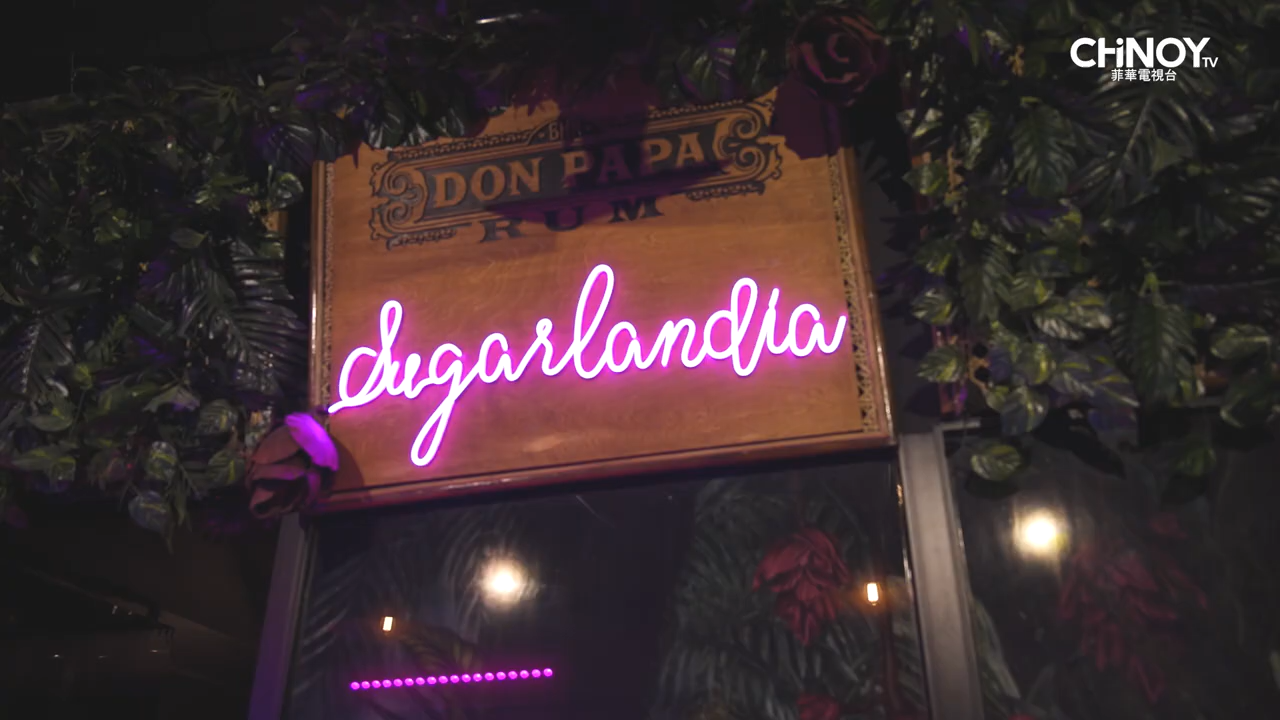 CHiNOY TV
菲華電視台
DON PAPA
RUM
Sugarlandia